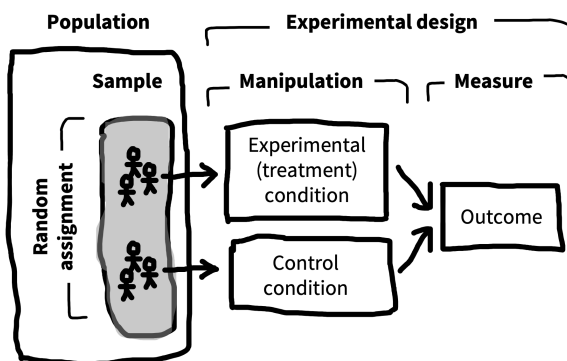 Population
Experimental design
Sample
Manipulation
Measure
Random
assignment
Experimental
(treatment)
condition
Outcome
Control
condition